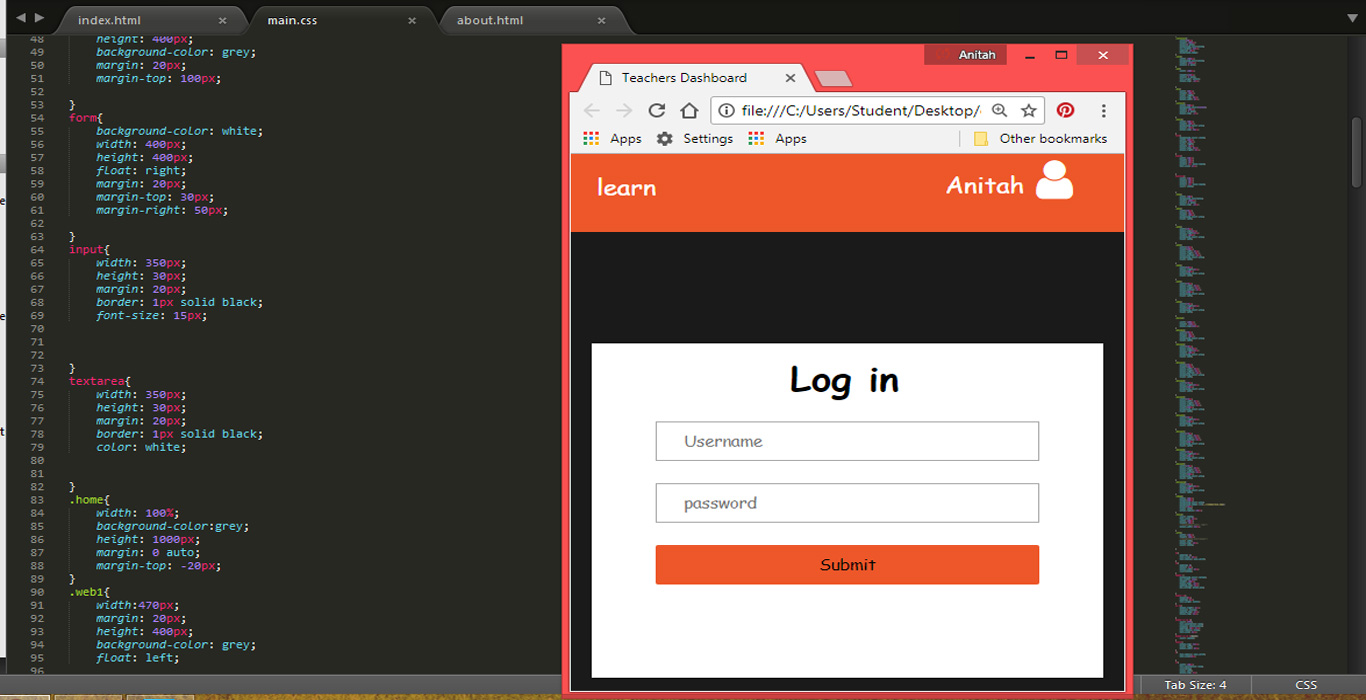 index.html
main.css
about.html
48 height: 400px;
49 background-color: grey;
50 margin: 20px;
51 margin-top: 100px;
52
53 }
54 form{
55 background-color: white;
56 width: 400px;
57 height: 400px;
58 float: right;
59 margin: 20px;
60 margin-top: 30px;
61 margin-right: 50px;
62
63 }
64 input{
65 width: 350px;
66 height: 30px;
67 margin: 20px;
68 border: 1px solid black;
69 font-size: 15px;
70
71
72
73 }
74 textarea{
75 width: 350px;
76 height: 30px;
77 margin: 20px;
78 border: 1px solid black;
79 color: white;
80
81
82 }
83 .home{
84 width: 100%;
85 background-color:grey;
86 height: 1000px;
87 margin: 0 auto;
88 margin-top: -20px;
89 }
90 .web1{
91 width:470px;
92 margin: 20px;
93 height: 400px;
94 background-color: grey;
95 float: left;
96
Anitah
Teachers Dashboard
file:///C:/Users/Student/Desktop/
Apps Settings Apps Other bookmarks
learn Anitah
Log in
Username
password
Submit
Tab Size: 4 CSS